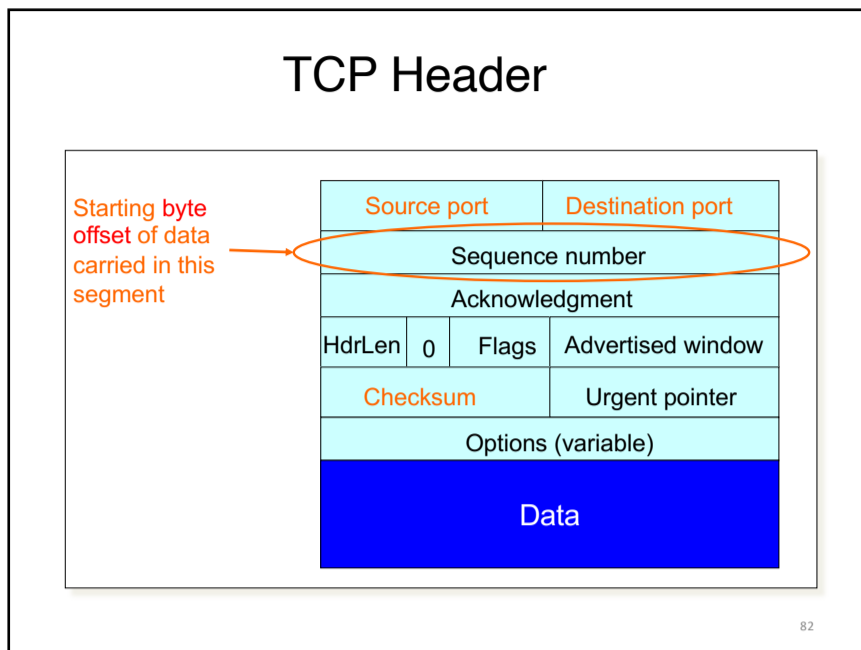 TCP Header
Starting byte
offset of data
carried in this
segment
Source port
Destination port
Sequence number
Acknowledgment
HdrLen
0
Flags
Advertised window
Checksum
Urgent pointer
Options (variable)
Data
82